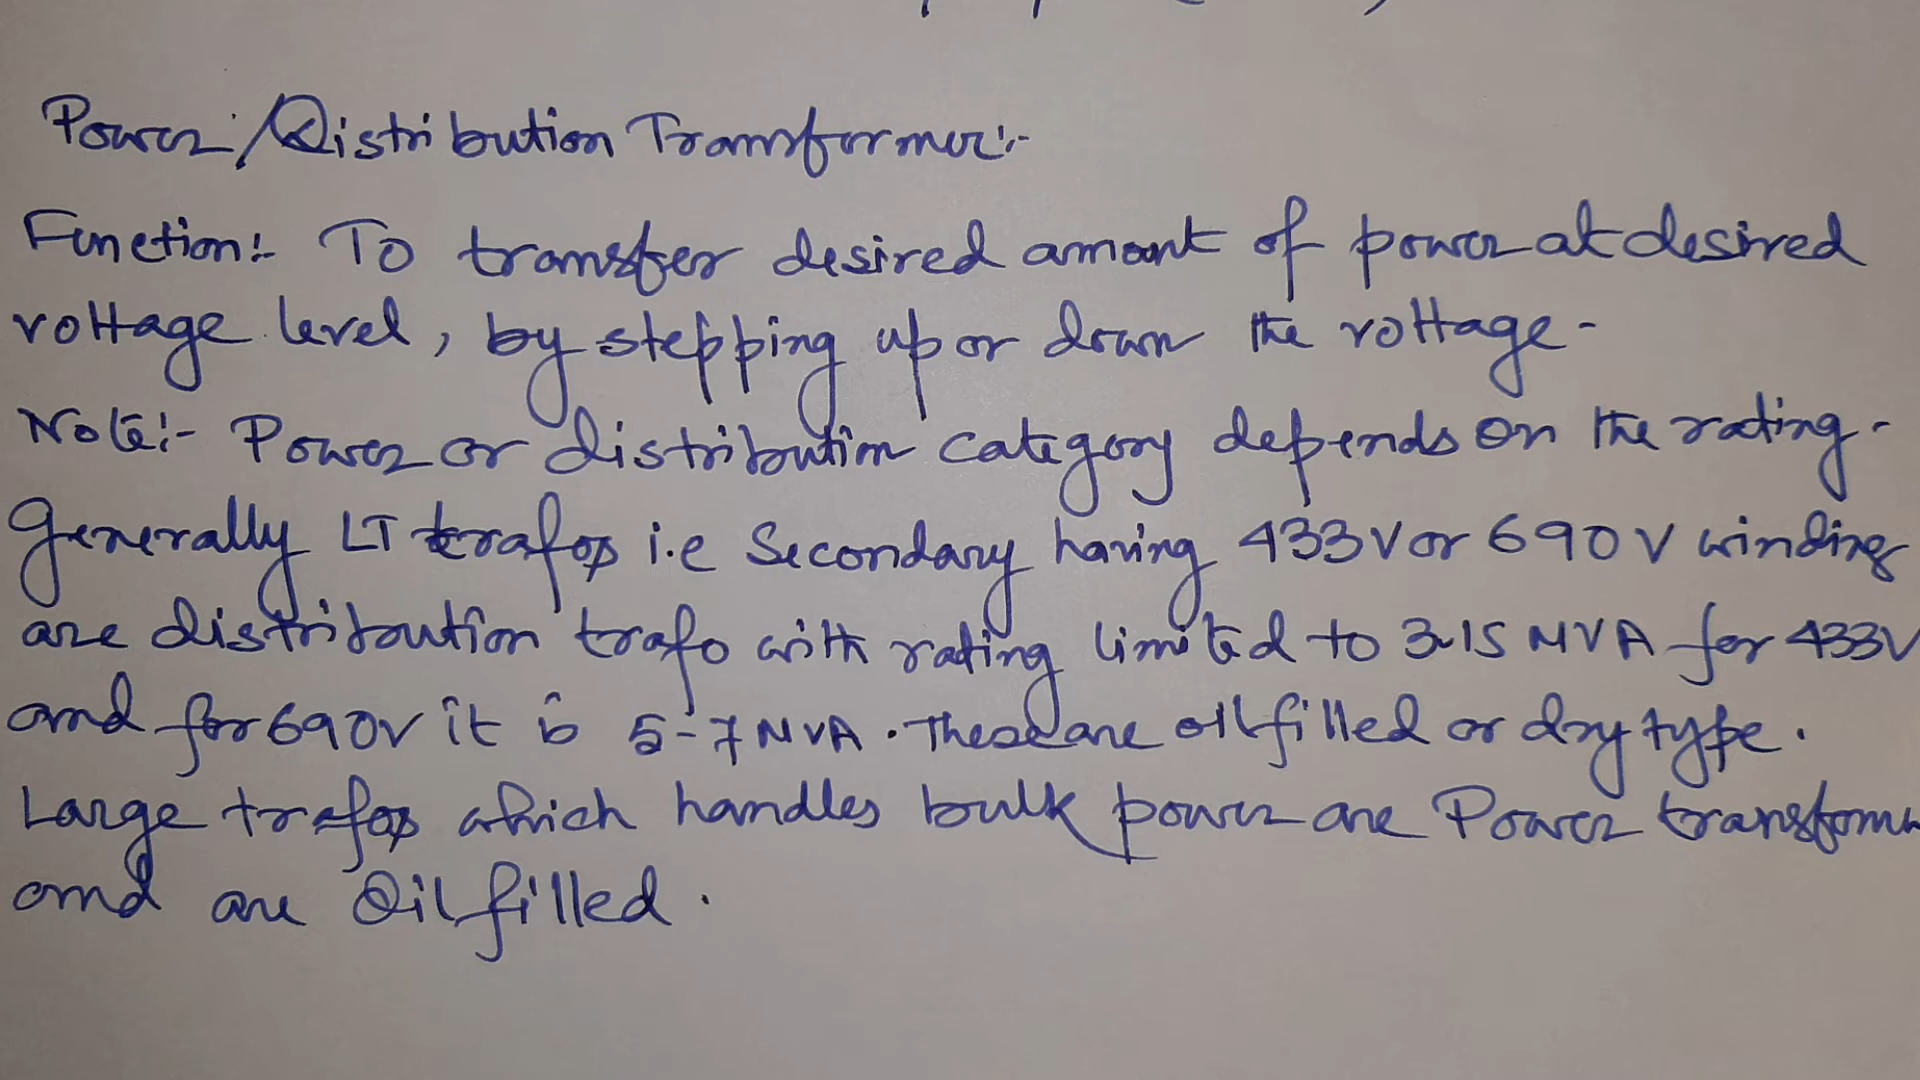 Power/Distribution Transformer:-
Function:- To transfer desired amount of power at desired
voltage level, by stepping up or down the voltage-
Note:- Power or distribution category depends on the rating.
Generally LT trafos i.e Secondary having 433V or 690V winding
are distribution trafo with rating limited to 3.15 MVA for 433V
and for 690V it is 5-7 MVA. These are oil filled or dry type.
Large trafos which handles bulk power are Power transform
and are Oil filled.